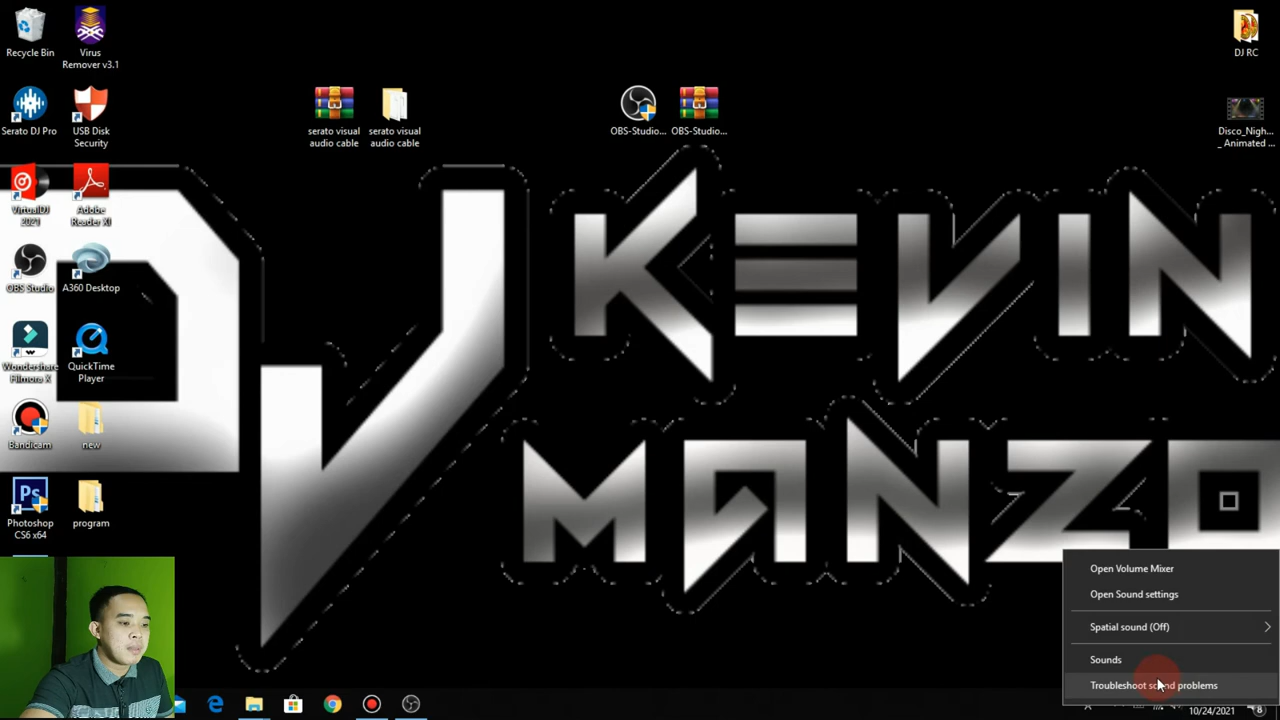 Recycle Bin
Virus
Remover v3.1
serato visual
audio cable
serato visual
audio cable
OBS-Studio...
OBS-Studio...
DJ RC
Serato DJ Pro
USB Disk
Security
Disco_Nigh...
_ Animated ...
VirtualDJ
2021
Adobe
Reader XI
OBS Studio
A360 Desktop
Wondershare
Filmora X
QuickTime
Player
Bandicam
new
Photoshop
CS6 x64
program
DVJ KEVIN
MANZO
Open Volume Mixer
Open Sound settings
Spatial sound (Off)
Sounds
Troubleshoot sound problems
10/24/2021
8